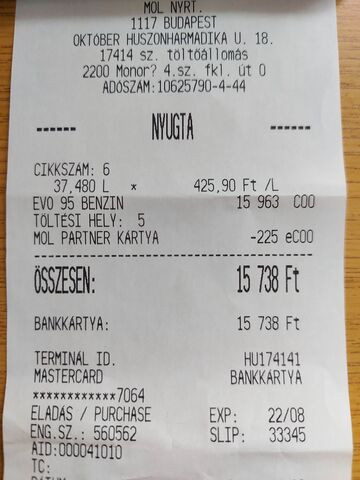 MOL NYRT.
1117 BUDAPEST
OKTÓBER HUSZONHARMADIKA U. 18.
17414 sz. töltőállomás
2200 Monor? 4.sz. fkl. út 0
ADÓSZÁM:10625790-4-44
------ NYUGTA ------
CIKKSZÁM: 6
37,480 L * 425,90 Ft /L
EVO 95 BENZIN 15 963 C00
TÖLTÉSI HELY: 5
MOL PARTNER KÁRTYA -225 eC00
ÖSSZESEN: 15 738 Ft
BANKKÁRTYA: 15 738 Ft
TERMINÁL ID. HU174141
MASTERCARD BANKKÁRTYA
************7064
ELADÁS / PURCHASE EXP: 22/08
ENG.SZ.: 560562 SLIP: 33345
AID:000041010
TC: